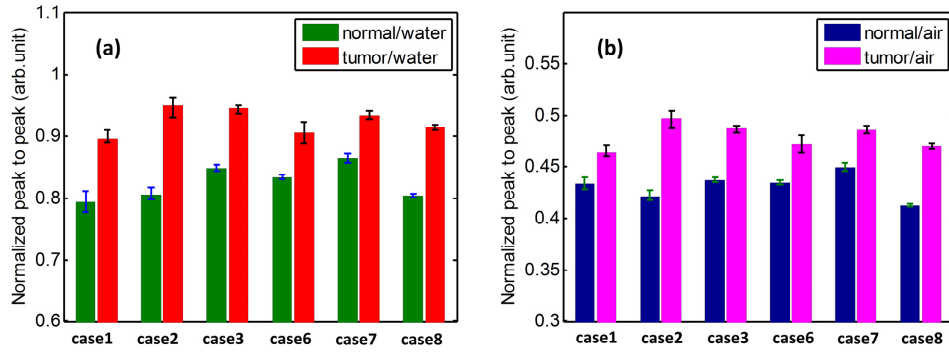 (a)
normal/water
tumor/water
Normalized peak to peak (arb.unit)
1.1
1
0.9
0.8
0.7
0.6
case1 case2 case3 case6 case7 case8
(b)
normal/air
tumor/air
Normalized peak to peak (arb.unit)
0.55
0.5
0.45
0.4
0.35
0.3
case1 case2 case3 case6 case7 case8